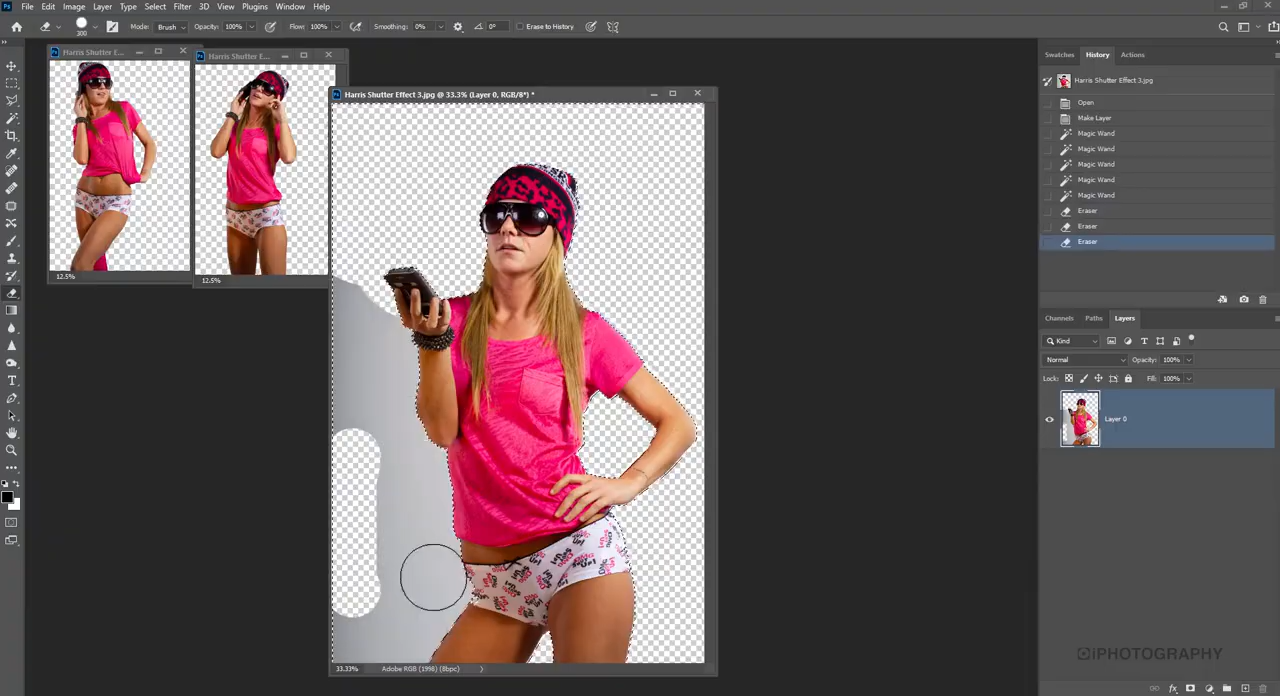 Ps File Edit Image Layer Type Select Filter 3D View Plugins Window Help
300 Mode: Brush Opacity: 100% Flow: 100% Smoothing: 0% 0° Erase to History
Harris Shutter E...
Harris Shutter E...
Harris Shutter Effect 3.jpg @ 33.3% (Layer 0, RGB/8*) *
12.5%
12.5%
33.33% Adobe RGB (1998) (8bpc)
Swatches History Actions
Harris Shutter Effect 3.jpg
Open
Make Layer
Magic Wand
Magic Wand
Magic Wand
Magic Wand
Magic Wand
Eraser
Eraser
Eraser
Channels Paths Layers
Kind
Normal Opacity: 100%
Lock: Fill: 100%
Layer 0
iPHOTOGRAPHY